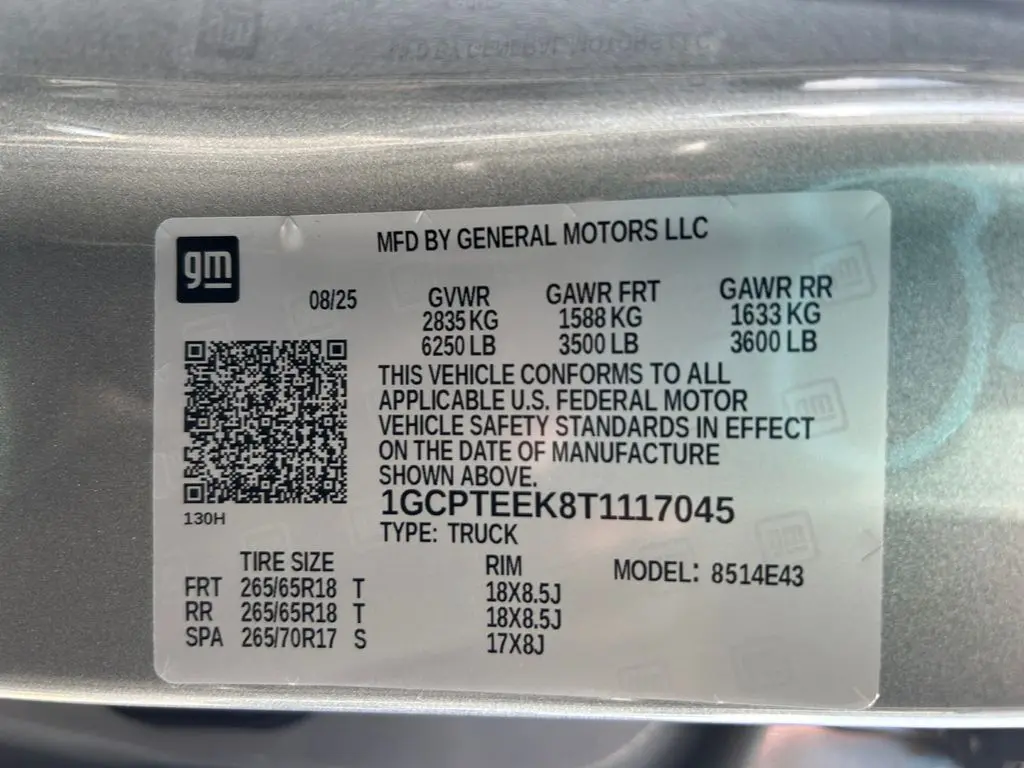 MFD BY GENERAL MOTORS LLC
gm
08/25 GVWR GAWR FRT GAWR RR
2835 KG 1588 KG 1633 KG
6250 LB 3500 LB 3600 LB
THIS VEHICLE CONFORMS TO ALL
APPLICABLE U.S. FEDERAL MOTOR
VEHICLE SAFETY STANDARDS IN EFFECT
ON THE DATE OF MANUFACTURE
SHOWN ABOVE.
1GCPTEEK8T1117045
130H
TYPE: TRUCK
TIRE SIZE RIM MODEL: 8514E43
FRT 265/65R18 T 18X8.5J
RR 265/65R18 T 18X8.5J
SPA 265/70R17 S 17X8J